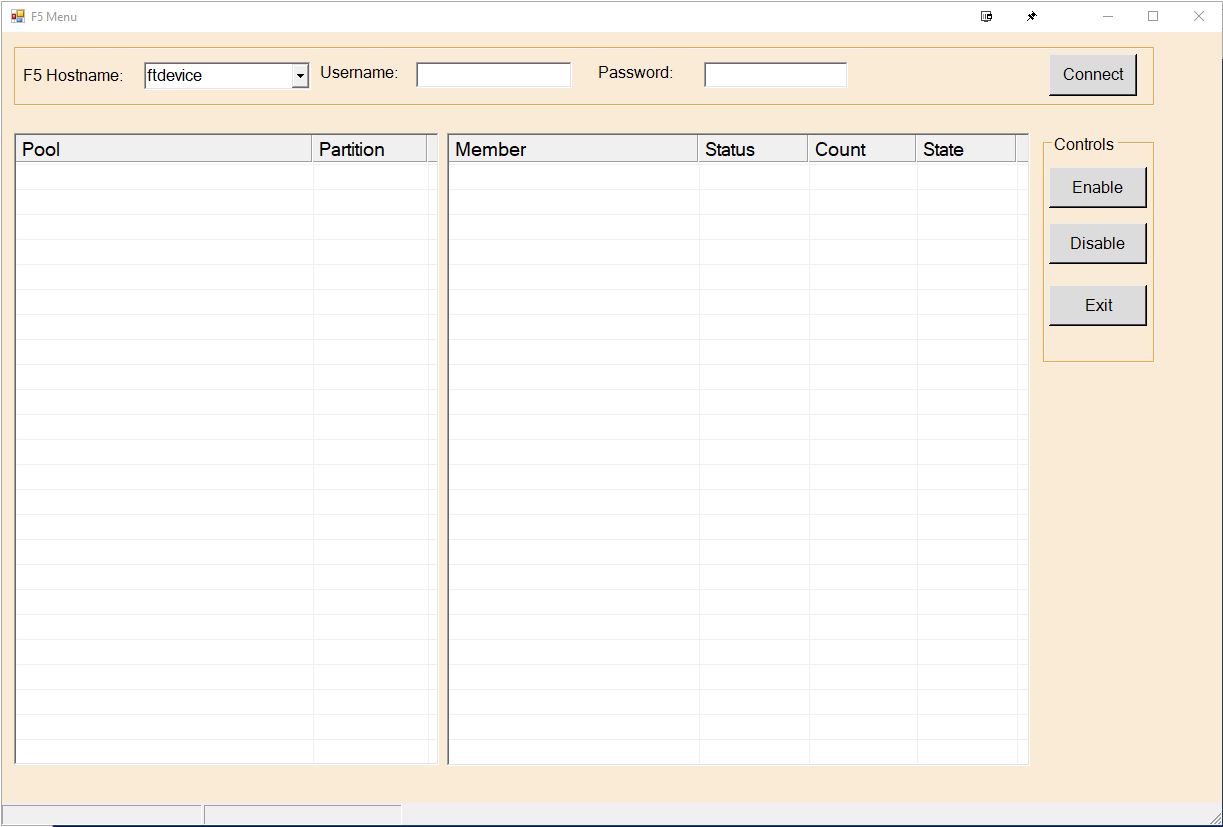 F5 Menu
F5 Hostname: ftdevice Username: Password: Connect
Pool Partition Member Status Count State
Controls
Enable
Disable
Exit